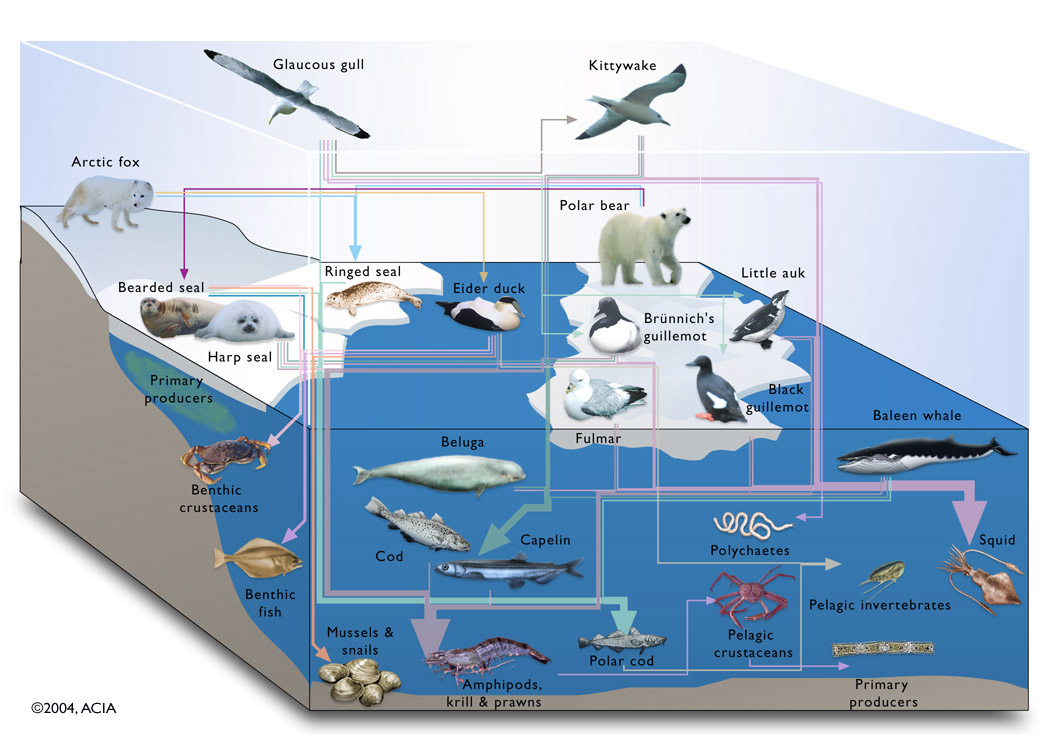 Glaucous gull
Kittywake
Arctic fox
Polar bear
Ringed seal
Little auk
Bearded seal
Eider duck
Brünnich's
guillemot
Harp seal
Primary
producers
Black
guillemot
Baleen whale
Fulmar
Beluga
Benthic
crustaceans
Capelin
Cod
Polychaetes
Squid
Benthic
fish
Pelagic invertebrates
Mussels &
snails
Pelagic
crustaceans
Polar cod
Amphipods,
krill & prawns
Primary
producers
©2004, ACIA